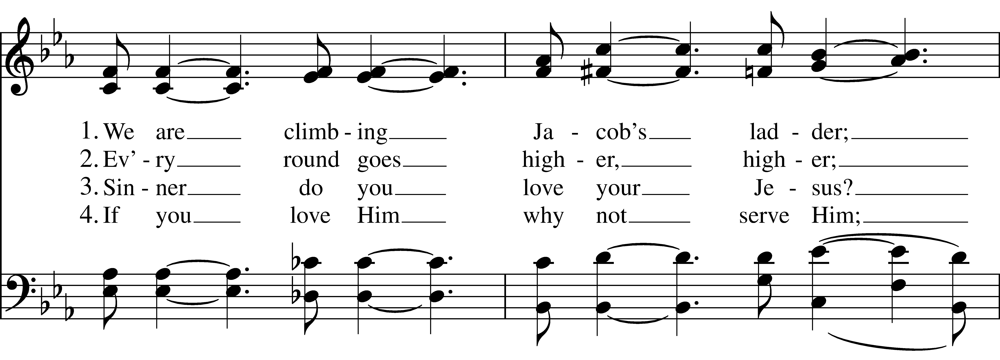 1. We are climb - ing Ja - cob's lad - der;
2. Ev' - ry round goes high - er, high - er;
3. Sin - ner do you love your Je - sus?
4. If you love Him why not serve Him;